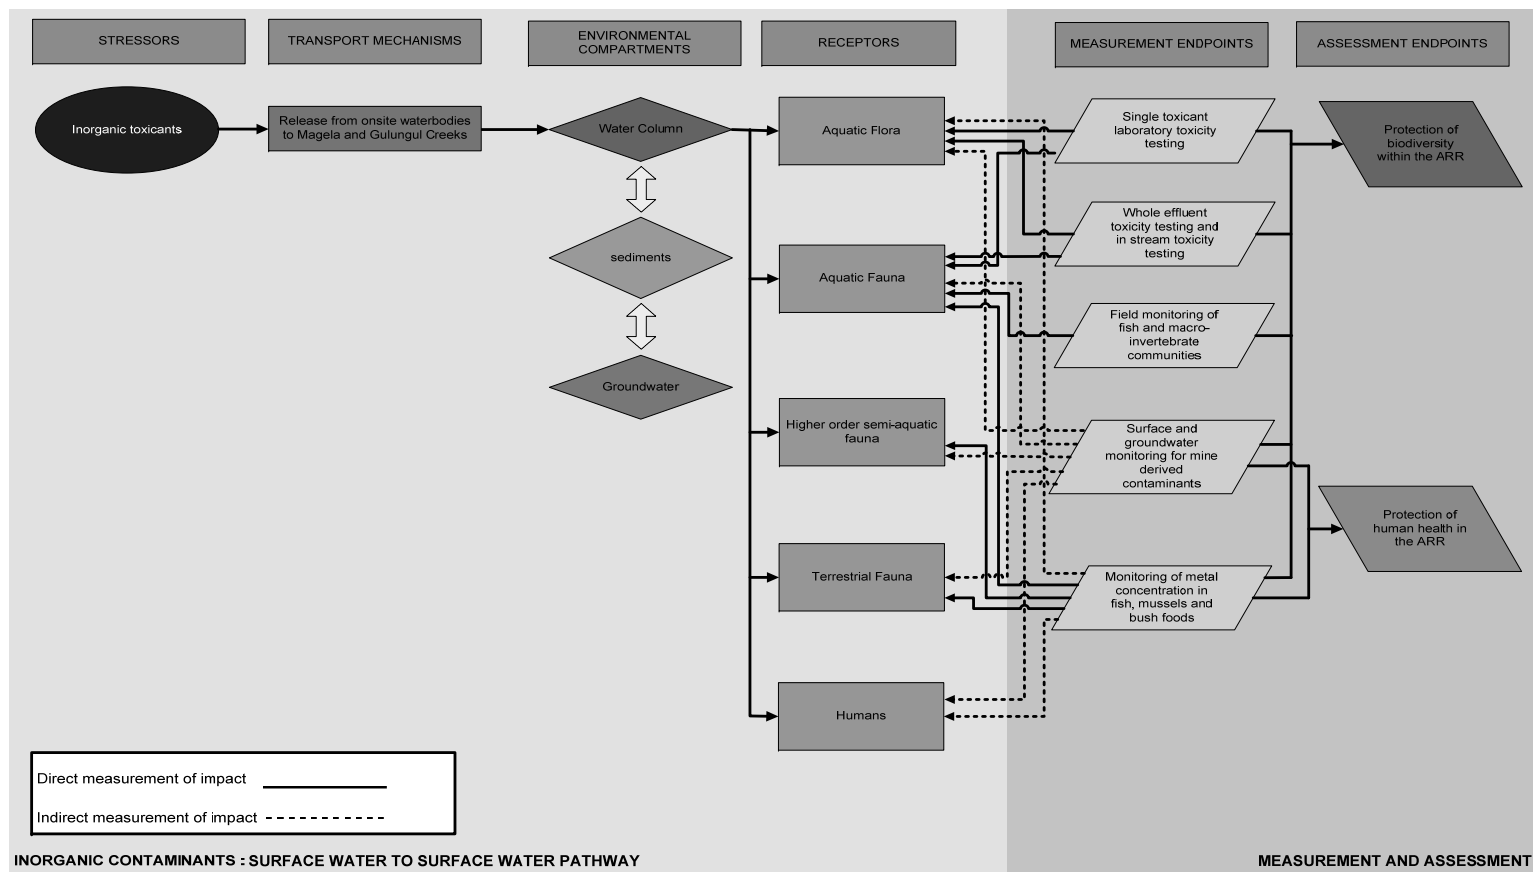 STRESSORS
TRANSPORT MECHANISMS
ENVIRONMENTAL
COMPARTMENTS
RECEPTORS
MEASUREMENT ENDPOINTS
ASSESSMENT ENDPOINTS
Inorganic toxicants
Release from onsite waterbodies
to Magela and Gulungul Creeks
Water Column
sediments
Groundwater
Aquatic Flora
Aquatic Fauna
Higher order semi-aquatic
fauna
Terrestrial Fauna
Humans
Single toxicant
laboratory toxicity
testing
Whole effluent
toxicity testing and
in stream toxicity
testing
Field monitoring of
fish and macro-
invertebrate
communities
Surface and
groundwater
monitoring for mine
derived
contaminants
Monitoring of metal
concentration in
fish, mussels and
bush foods
Protection of
biodiversity
within the ARR
Protection of
human health in
the ARR
Direct measurement of impact
Indirect measurement of impact
INORGANIC CONTAMINANTS : SURFACE WATER TO SURFACE WATER PATHWAY
MEASUREMENT AND ASSESSMENT